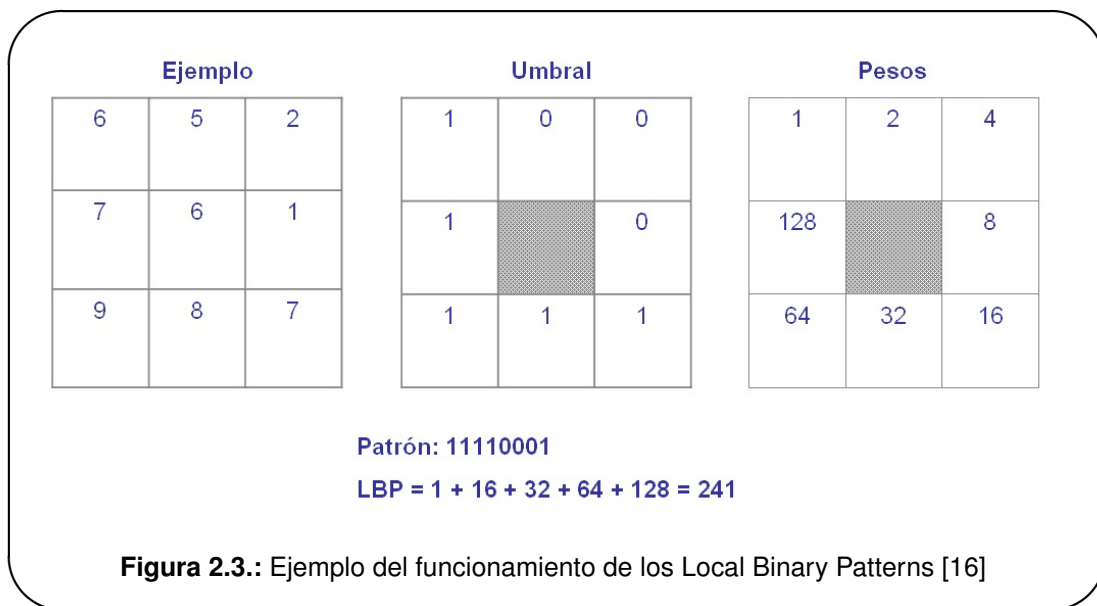 Ejemplo Umbral Pesos
6 5 2 1 0 0 1 2 4
7 6 1 1 0 128 8
9 8 7 1 1 1 64 32 16
Patrón: 11110001
LBP = 1 + 16 + 32 + 64 + 128 = 241
Figura 2.3.: Ejemplo del funcionamiento de los Local Binary Patterns [16]